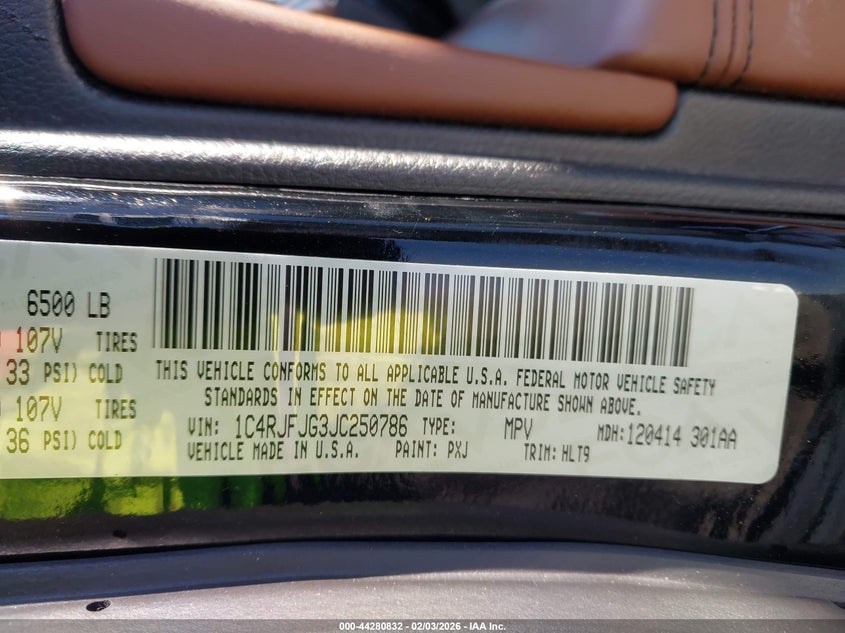 6500 LB
107V TIRES
33 PSI) COLD
107V TIRES
36 PSI) COLD
THIS VEHICLE CONFORMS TO ALL APPLICABLE U.S.A. FEDERAL MOTOR VEHICLE SAFETY
STANDARDS IN EFFECT ON THE DATE OF MANUFACTURE SHOWN ABOVE.
VIN: 1C4RJFJG3JC250786 TYPE: MPV MDH:120414 301AA
VEHICLE MADE IN U.S.A. PAINT: PXJ TRIM: HLT9
000-44280832 - 02/03/2026 - IAA Inc.